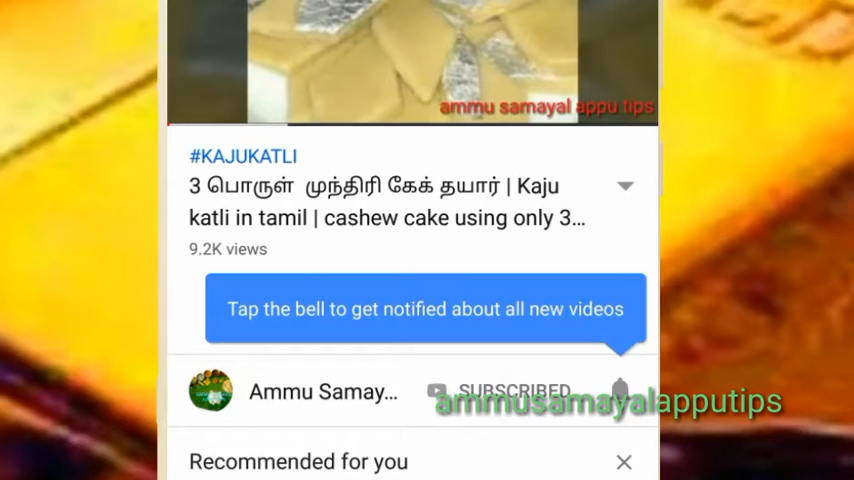 ammu samayal appu tips
#KAJUKATLI
3 பொருள் முந்திரி கேக் தயார் | Kaju
katli in tamil | cashew cake using only 3...
9.2K views
Tap the bell to get notified about all new videos
Ammu Samay...
SUBSCRIBED
ammusamayalapputips
Recommended for you